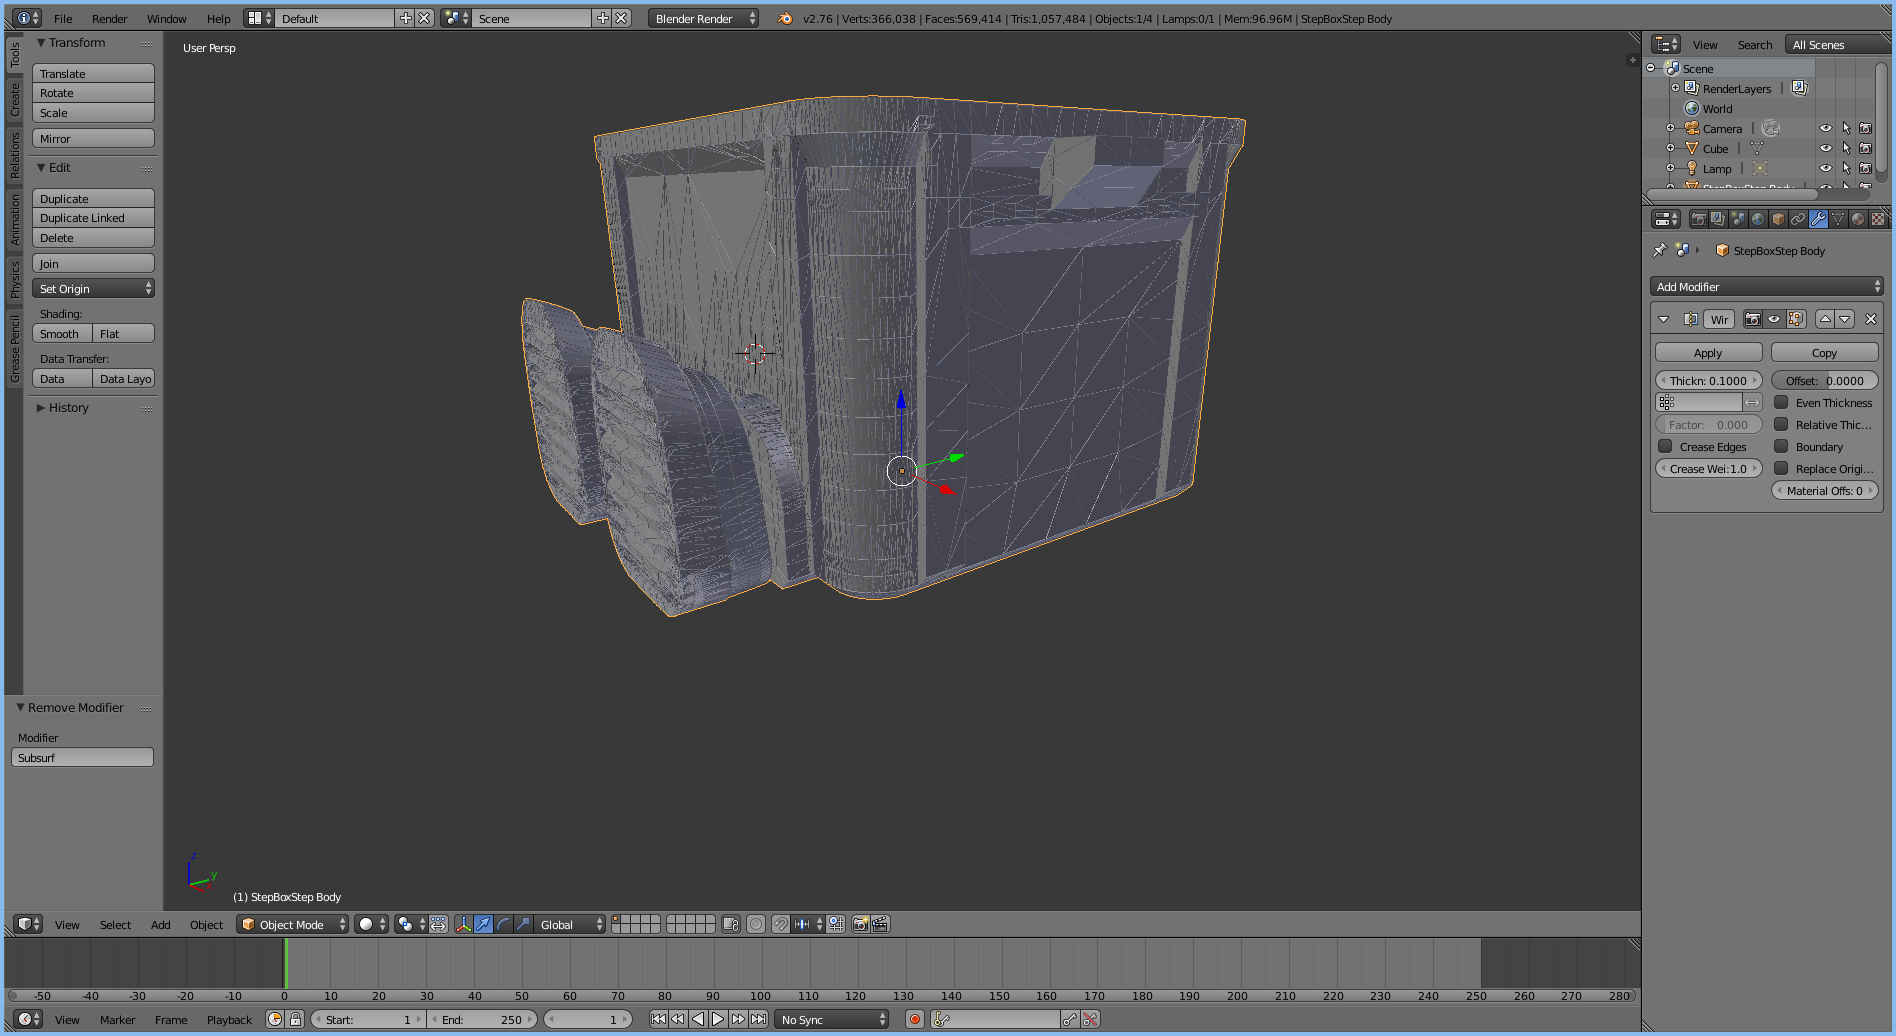 File Render Window Help Default Scene Blender Render v2.76 | Verts:366,038 | Faces:569,414 | Tris:1,057,484 | Objects:1/4 | Lamps:0/1 | Mem:96.96M | StepBoxStep Body
Tools
Create
Relations
Animation
Physics
Grease Pencil
Transform
Translate
Rotate
Scale
Mirror
Edit
Duplicate
Duplicate Linked
Delete
Join
Set Origin
Shading:
Smooth Flat
Data Transfer:
Data Data Layo
History
Remove Modifier
Modifier
Subsurf
User Persp
z
y
(1) StepBoxStep Body
View Select Add Object Object Mode Global
View Search All Scenes
Scene
RenderLayers
World
Camera
Cube
Lamp
StepBoxStep Body
StepBoxStep Body
Add Modifier
Wir
Apply Copy
Thickn: 0.1000 Offset: 0.0000
Even Thickness
Factor: 0.000 Relative Thic...
Crease Edges Boundary
Crease Wei:1.0 Replace Origi...
Material Offs: 0
-50 -40 -30 -20 -10 0 10 20 30 40 50 60 70 80 90 100 110 120 130 140 150 160 170 180 190 200 210 220 230 240 250 260 270 280
View Marker Frame Playback Start: 1 End: 250 1 No Sync